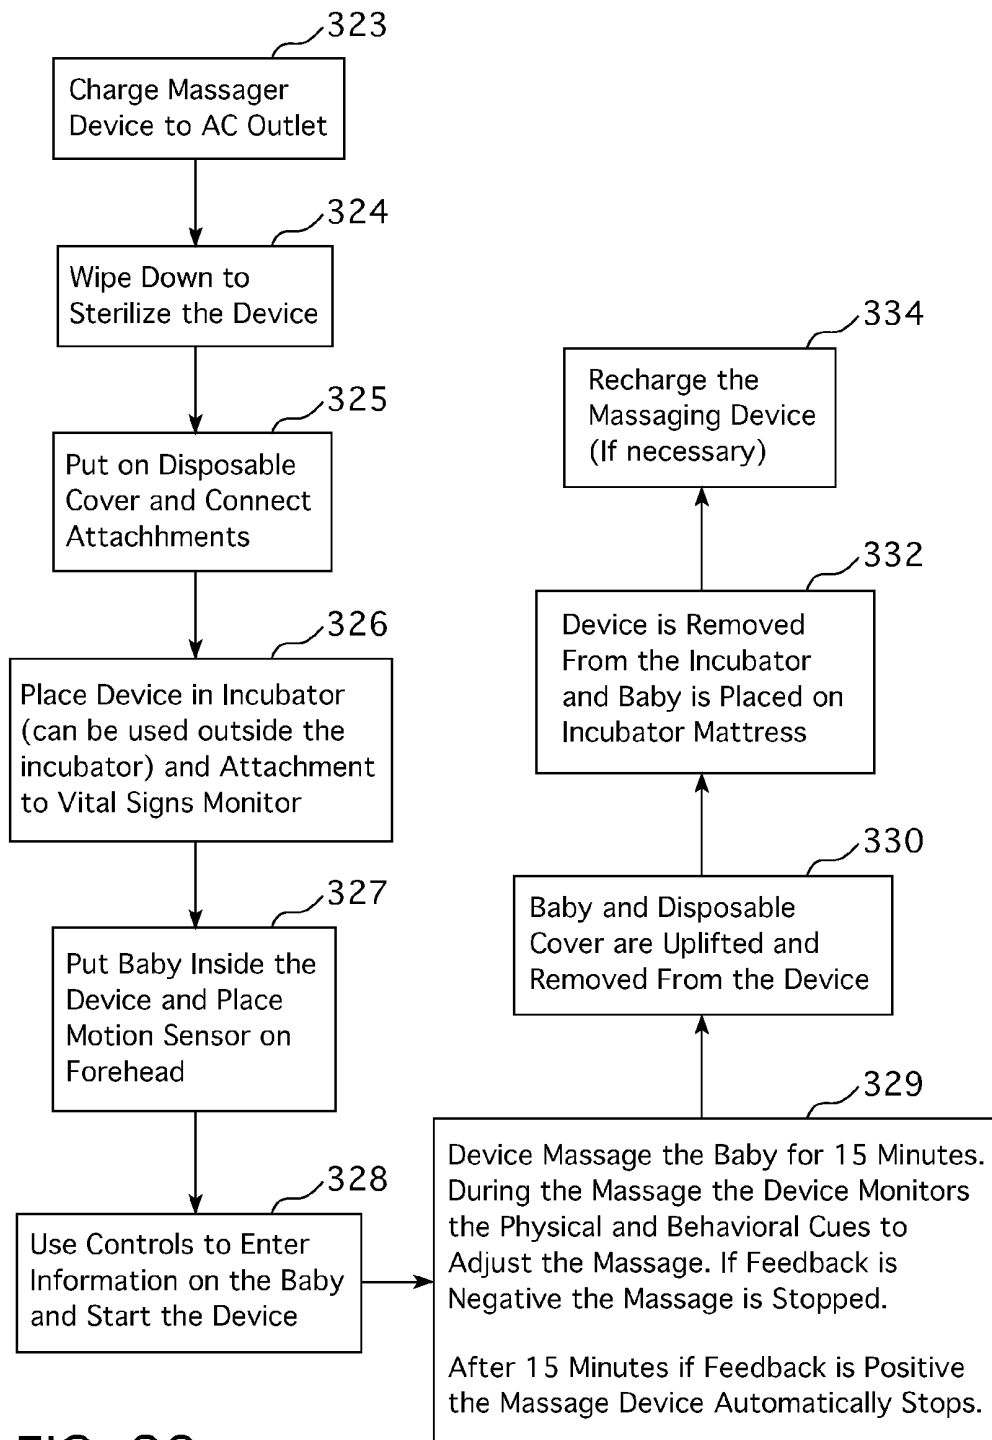 323
Charge Massager
Device to AC Outlet
324
Wipe Down to
Sterilize the Device
325
Put on Disposable
Cover and Connect
Attachhments
326
Place Device in Incubator
(can be used outside the
incubator) and Attachment
to Vital Signs Monitor
327
Put Baby Inside the
Device and Place
Motion Sensor on
Forehead
328
Use Controls to Enter
Information on the Baby
and Start the Device
329
Device Massage the Baby for 15 Minutes.
During the Massage the Device Monitors
the Physical and Behavioral Cues to
Adjust the Massage. If Feedback is
Negative the Massage is Stopped.
After 15 Minutes if Feedback is Positive
the Massage Device Automatically Stops.
330
Baby and Disposable
Cover are Uplifted and
Removed From the Device
332
Device is Removed
From the Incubator
and Baby is Placed on
Incubator Mattress
334
Recharge the
Massaging Device
(If necessary)